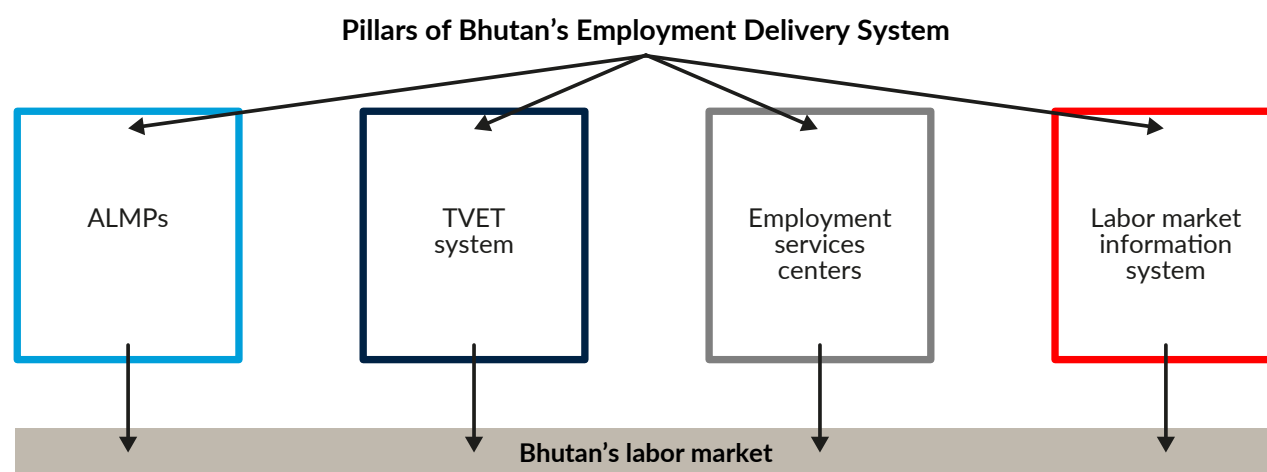 Pillars of Bhutan’s Employment Delivery System
ALMPs
TVET
system
Employment
services
centers
Labor market
information
system
Bhutan’s labor market